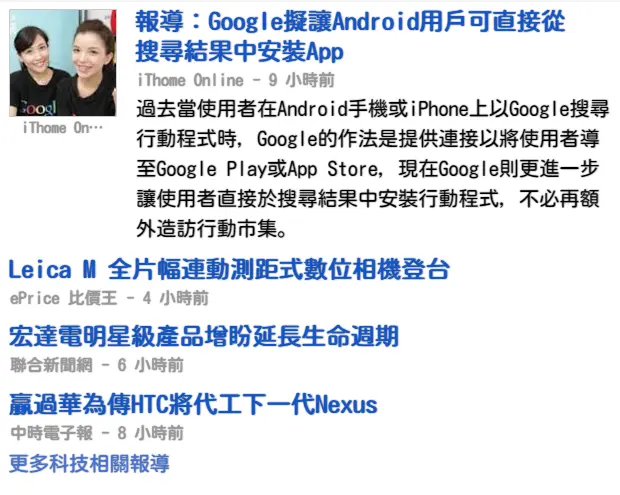 報導：Google擬讓Android用戶可直接從
搜尋結果中安裝App
iThome Online - 9 小時前
Googl
iThome On…
過去當使用者在Android手機或iPhone上以Google搜尋
行動程式時，Google的作法是提供連接以將使用者導
至Google Play或App Store，現在Google則更進一步
讓使用者直接於搜尋結果中安裝行動程式，不必再額
外造訪行動市集。
Leica M 全片幅連動測距式數位相機登台
ePrice 比價王 - 4 小時前
宏達電明星級產品增盼延長生命週期
聯合新聞網 - 6 小時前
贏過華為傳HTC將代工下一代Nexus
中時電子報 - 8 小時前
更多科技相關報導